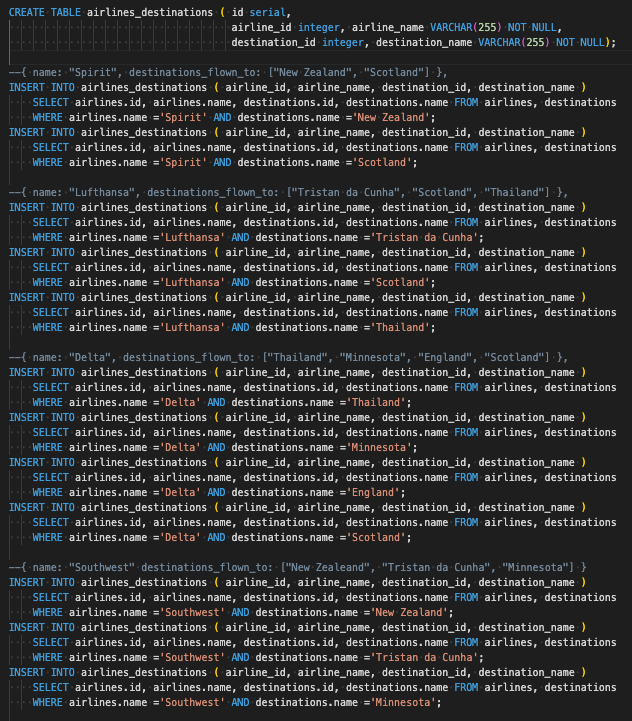 CREATE TABLE airlines_destinations ( id serial,
airline_id integer, airline_name VARCHAR(255) NOT NULL,
destination_id integer, destination_name VARCHAR(255) NOT NULL);
--{ name: "Spirit", destinations_flown_to: ["New Zealand", "Scotland"] },
INSERT INTO airlines_destinations ( airline_id, airline_name, destination_id, destination_name )
SELECT airlines.id, airlines.name, destinations.id, destinations.name FROM airlines, destinations
WHERE airlines.name ='Spirit' AND destinations.name ='New Zealand';
INSERT INTO airlines_destinations ( airline_id, airline_name, destination_id, destination_name )
SELECT airlines.id, airlines.name, destinations.id, destinations.name FROM airlines, destinations
WHERE airlines.name ='Spirit' AND destinations.name ='Scotland';
--{ name: "Lufthansa", destinations_flown_to: ["Tristan da Cunha", "Scotland", "Thailand"] },
INSERT INTO airlines_destinations ( airline_id, airline_name, destination_id, destination_name )
SELECT airlines.id, airlines.name, destinations.id, destinations.name FROM airlines, destinations
WHERE airlines.name ='Lufthansa' AND destinations.name ='Tristan da Cunha';
INSERT INTO airlines_destinations ( airline_id, airline_name, destination_id, destination_name )
SELECT airlines.id, airlines.name, destinations.id, destinations.name FROM airlines, destinations
WHERE airlines.name ='Lufthansa' AND destinations.name ='Scotland';
INSERT INTO airlines_destinations ( airline_id, airline_name, destination_id, destination_name )
SELECT airlines.id, airlines.name, destinations.id, destinations.name FROM airlines, destinations
WHERE airlines.name ='Lufthansa' AND destinations.name ='Thailand';
--{ name: "Delta", destinations_flown_to: ["Thailand", "Minnesota", "England", "Scotland"] },
INSERT INTO airlines_destinations ( airline_id, airline_name, destination_id, destination_name )
SELECT airlines.id, airlines.name, destinations.id, destinations.name FROM airlines, destinations
WHERE airlines.name ='Delta' AND destinations.name ='Thailand';
INSERT INTO airlines_destinations ( airline_id, airline_name, destination_id, destination_name )
SELECT airlines.id, airlines.name, destinations.id, destinations.name FROM airlines, destinations
WHERE airlines.name ='Delta' AND destinations.name ='Minnesota';
INSERT INTO airlines_destinations ( airline_id, airline_name, destination_id, destination_name )
SELECT airlines.id, airlines.name, destinations.id, destinations.name FROM airlines, destinations
WHERE airlines.name ='Delta' AND destinations.name ='England';
INSERT INTO airlines_destinations ( airline_id, airline_name, destination_id, destination_name )
SELECT airlines.id, airlines.name, destinations.id, destinations.name FROM airlines, destinations
WHERE airlines.name ='Delta' AND destinations.name ='Scotland';
--{ name: "Southwest" destinations_flown_to: ["New Zealeand", "Tristan da Cunha", "Minnesota"] }
INSERT INTO airlines_destinations ( airline_id, airline_name, destination_id, destination_name )
SELECT airlines.id, airlines.name, destinations.id, destinations.name FROM airlines, destinations
WHERE airlines.name ='Southwest' AND destinations.name ='New Zealand';
INSERT INTO airlines_destinations ( airline_id, airline_name, destination_id, destination_name )
SELECT airlines.id, airlines.name, destinations.id, destinations.name FROM airlines, destinations
WHERE airlines.name ='Southwest' AND destinations.name ='Tristan da Cunha';
INSERT INTO airlines_destinations ( airline_id, airline_name, destination_id, destination_name )
SELECT airlines.id, airlines.name, destinations.id, destinations.name FROM airlines, destinations
WHERE airlines.name ='Southwest' AND destinations.name ='Minnesota';